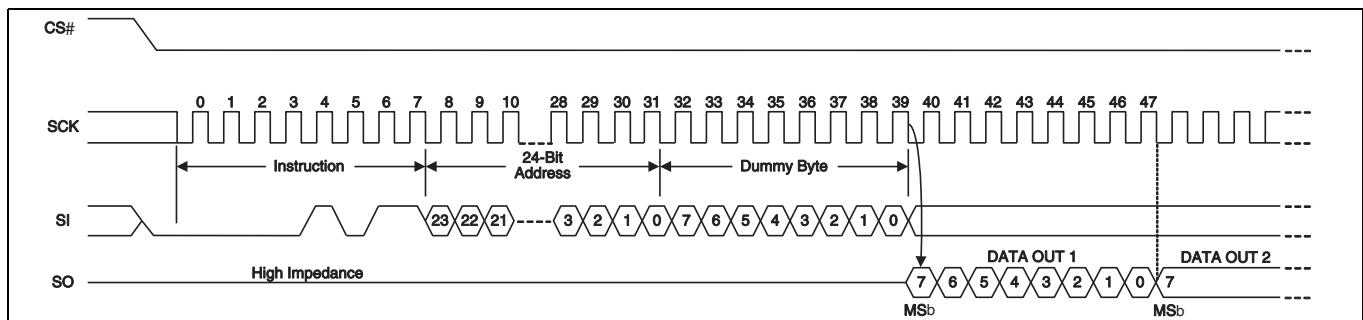 CS#
0 1 2 3 4 5 6 7 8 9 10 28 29 30 31 32 33 34 35 36 37 38 39 40 41 42 43 44 45 46 47
SCK
Instruction
24-Bit
Address
Dummy Byte
SI
23 22 21 3 2 1 0 7 6 5 4 3 2 1 0
DATA OUT 1
DATA OUT 2
High Impedance
SO
7 6 5 4 3 2 1 0 7
MSb
MSb